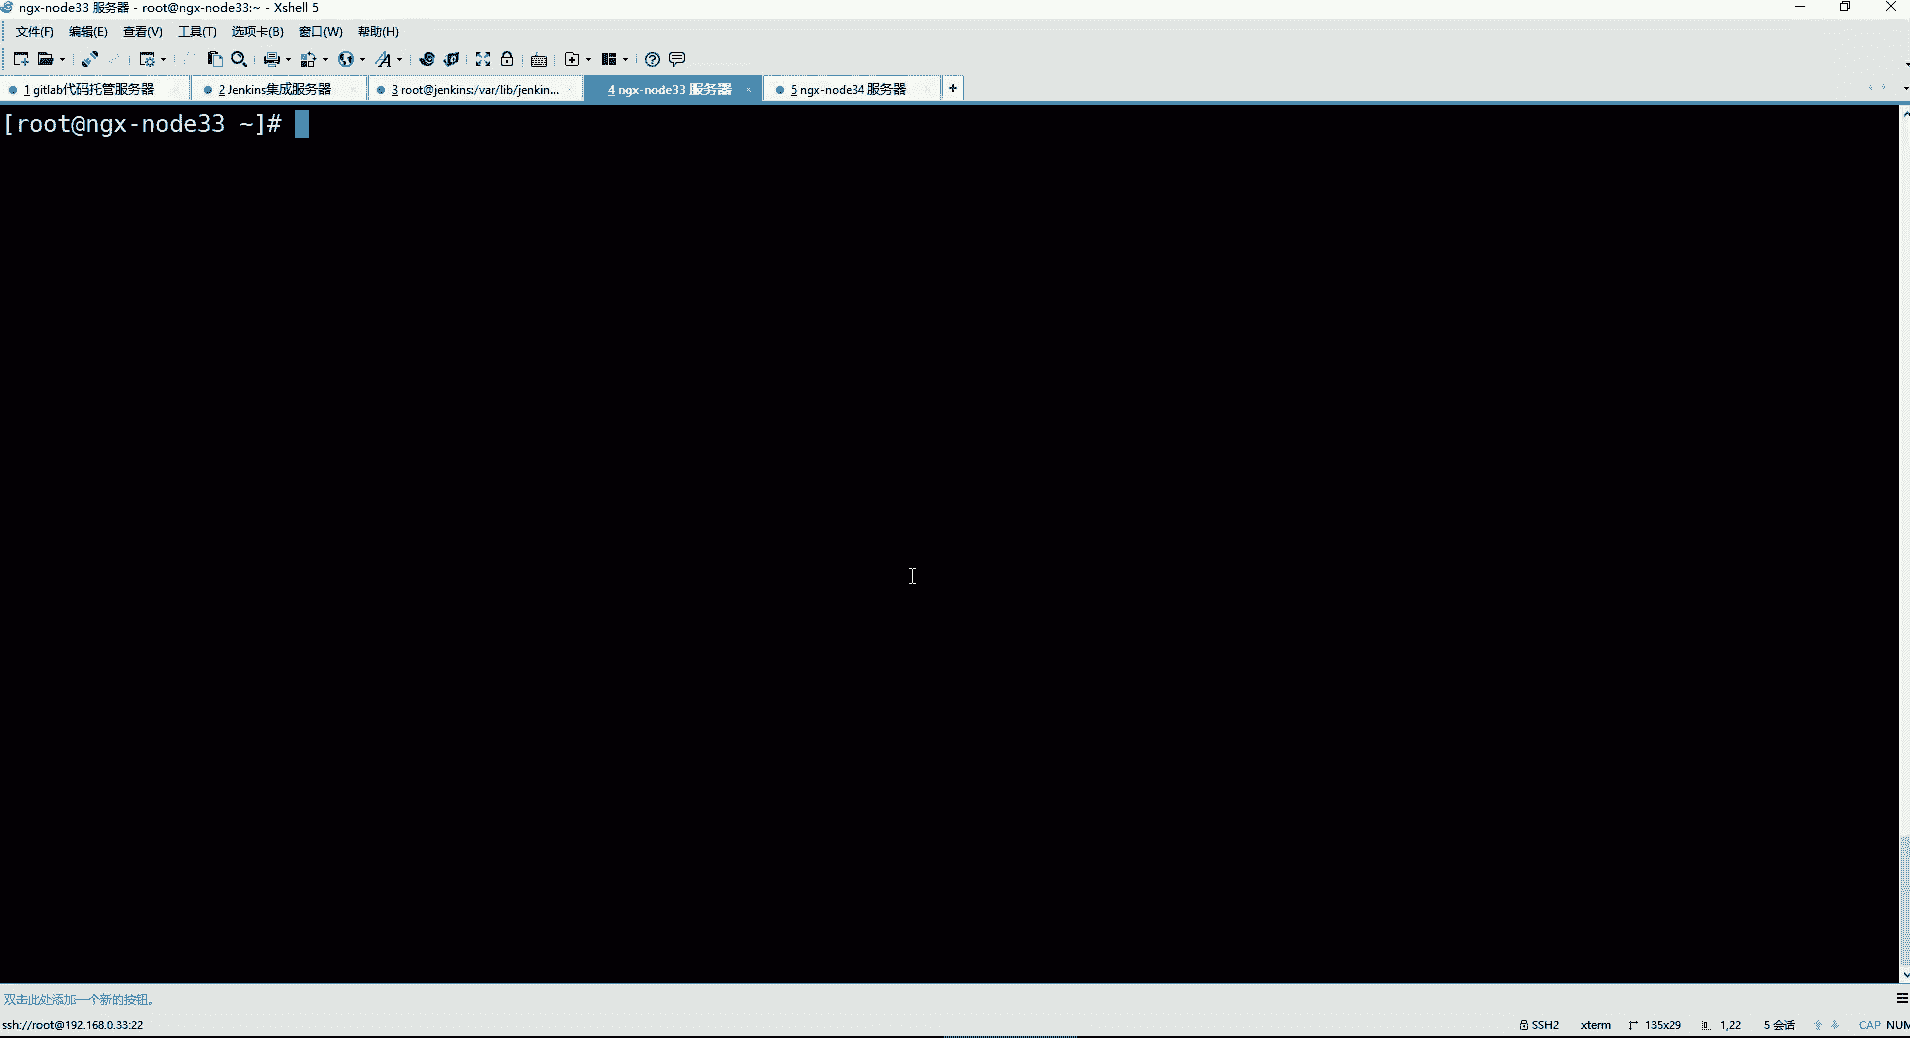 ngx-node33 服务器 - root@ngx-node33:~ - Xshell 5
文件(F) 编辑(E) 查看(V) 工具(T) 选项卡(B) 窗口(W) 帮助(H)
1 gitlab代码托管服务器 2 Jenkins集成服务器 3 root@jenkins:/var/lib/jenkin... 4 ngx-node33 服务器 5 ngx-node34 服务器
[root@ngx-node33 ~]#
双击此处添加一个新的按钮。
ssh://root@192.168.0.33:22 SSH2 xterm 135x29 1,22 5 会话 CAP NUM